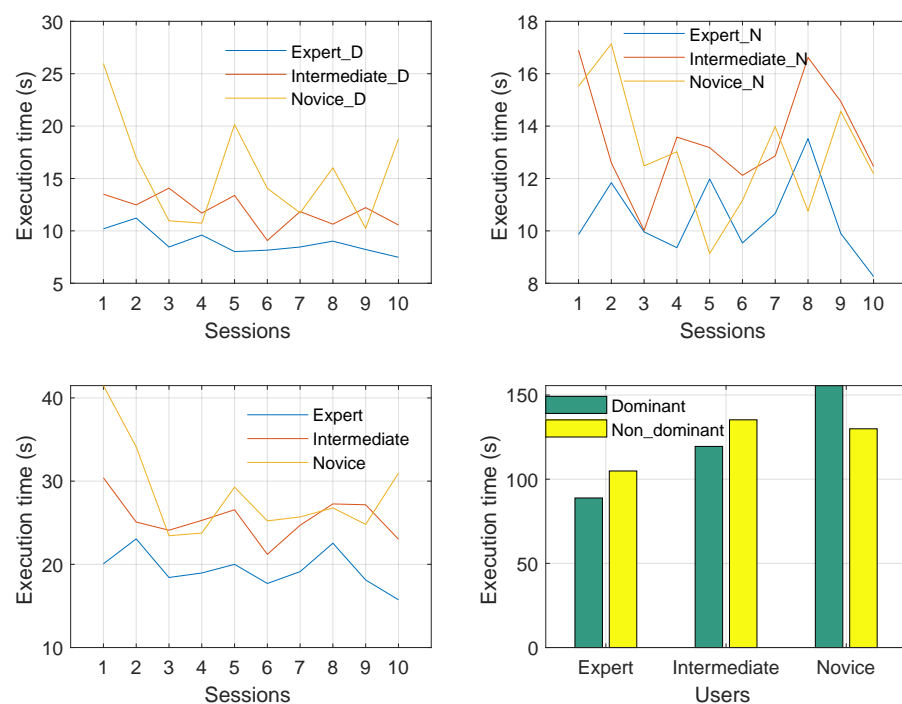 30
25
20
15
10
5
Execution time (s)
Expert_D
Intermediate_D
Novice_D
1 2 3 4 5 6 7 8 9 10
Sessions
18
16
14
12
10
8
Execution time (s)
Expert_N
Intermediate_N
Novice_N
1 2 3 4 5 6 7 8 9 10
Sessions
40
30
20
10
Execution time (s)
Expert
Intermediate
Novice
1 2 3 4 5 6 7 8 9 10
Sessions
150
100
50
0
Execution time (s)
Dominant
Non_dominant
Expert Intermediate Novice
Users